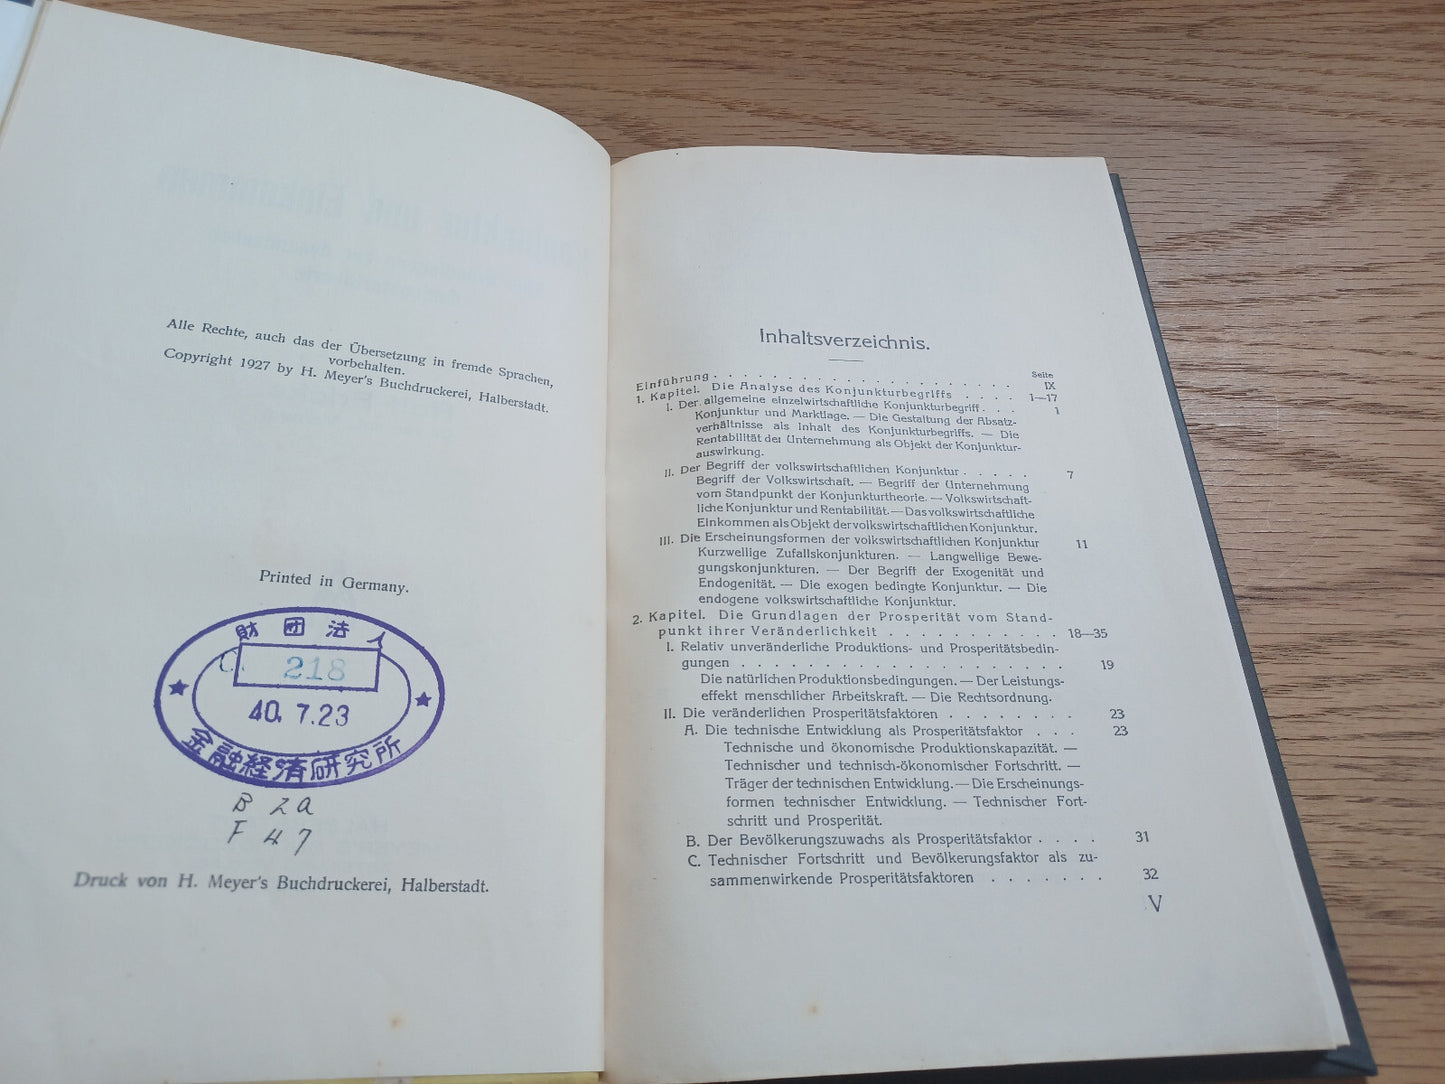 Alle Rechte, auch das der Übersetzung in fremde Sprachen,
vorbehalten.
Copyright 1927 by H. Meyer's Buchdruckerei, Halberstadt.
Printed in Germany.
財団法人
218
40. 7. 23
金融経済研究所
B 2a
F 47
Druck von H. Meyer's Buchdruckerei, Halberstadt.
Inhaltsverzeichnis.
Seite
Einführung . . . . . . . . . . . . . . . . . . . . . . . IX
1. Kapitel. Die Analyse des Konjunkturbegriffs . . . . 1—17
I. Der allgemeine einzelwirtschaftliche Konjunkturbegriff . . . 1
Konjunktur und Marktlage. — Die Gestaltung der Absatz-
verhältnisse als Inhalt des Konjunkturbegriffs. — Die
Rentabilität der Unternehmung als Objekt der Konjunktur-
auswirkung.
II. Der Begriff der volkswirtschaftlichen Konjunktur . . . . . 7
Begriff der Volkswirtschaft. — Begriff der Unternehmung
vom Standpunkt der Konjunkturtheorie. — Volkswirtschaft-
liche Konjunktur und Rentabilität. — Das volkswirtschaftliche
Einkommen als Objekt der volkswirtschaftlichen Konjunktur.
III. Die Erscheinungsformen der volkswirtschaftlichen Konjunktur 11
Kurzwellige Zufallskonjunkturen. — Langwellige Bewe-
gungskonjunkturen. — Der Begriff der Exogenität und
Endogenität. — Die exogen bedingte Konjunktur. — Die
endogene volkswirtschaftliche Konjunktur.
2. Kapitel. Die Grundlagen der Prosperität vom Stand-
punkt ihrer Veränderlichkeit . . . . . . . . . . . 18—35
I. Relativ unveränderliche Produktions- und Prosperitätsbedin-
gungen . . . . . . . . . . . . . . . . . . . . . . 19
Die natürlichen Produktionsbedingungen. — Der Leistungs-
effekt menschlicher Arbeitskraft. — Die Rechtsordnung.
II. Die veränderlichen Prosperitätsfaktoren . . . . . . . . 23
A. Die technische Entwicklung als Prosperitätsfaktor . . . 23
Technische und ökonomische Produktionskapazität. —
Technischer und technisch-ökonomischer Fortschritt. —
Träger der technischen Entwicklung. — Die Erscheinungs-
formen technischer Entwicklung. — Technischer Fort-
schritt und Prosperität.
B. Der Bevölkerungszuwachs als Prosperitätsfaktor . . . . 31
C. Technischer Fortschritt und Bevölkerungsfaktor als zu-
sammenwirkende Prosperitätsfaktoren . . . . . . . 32
V